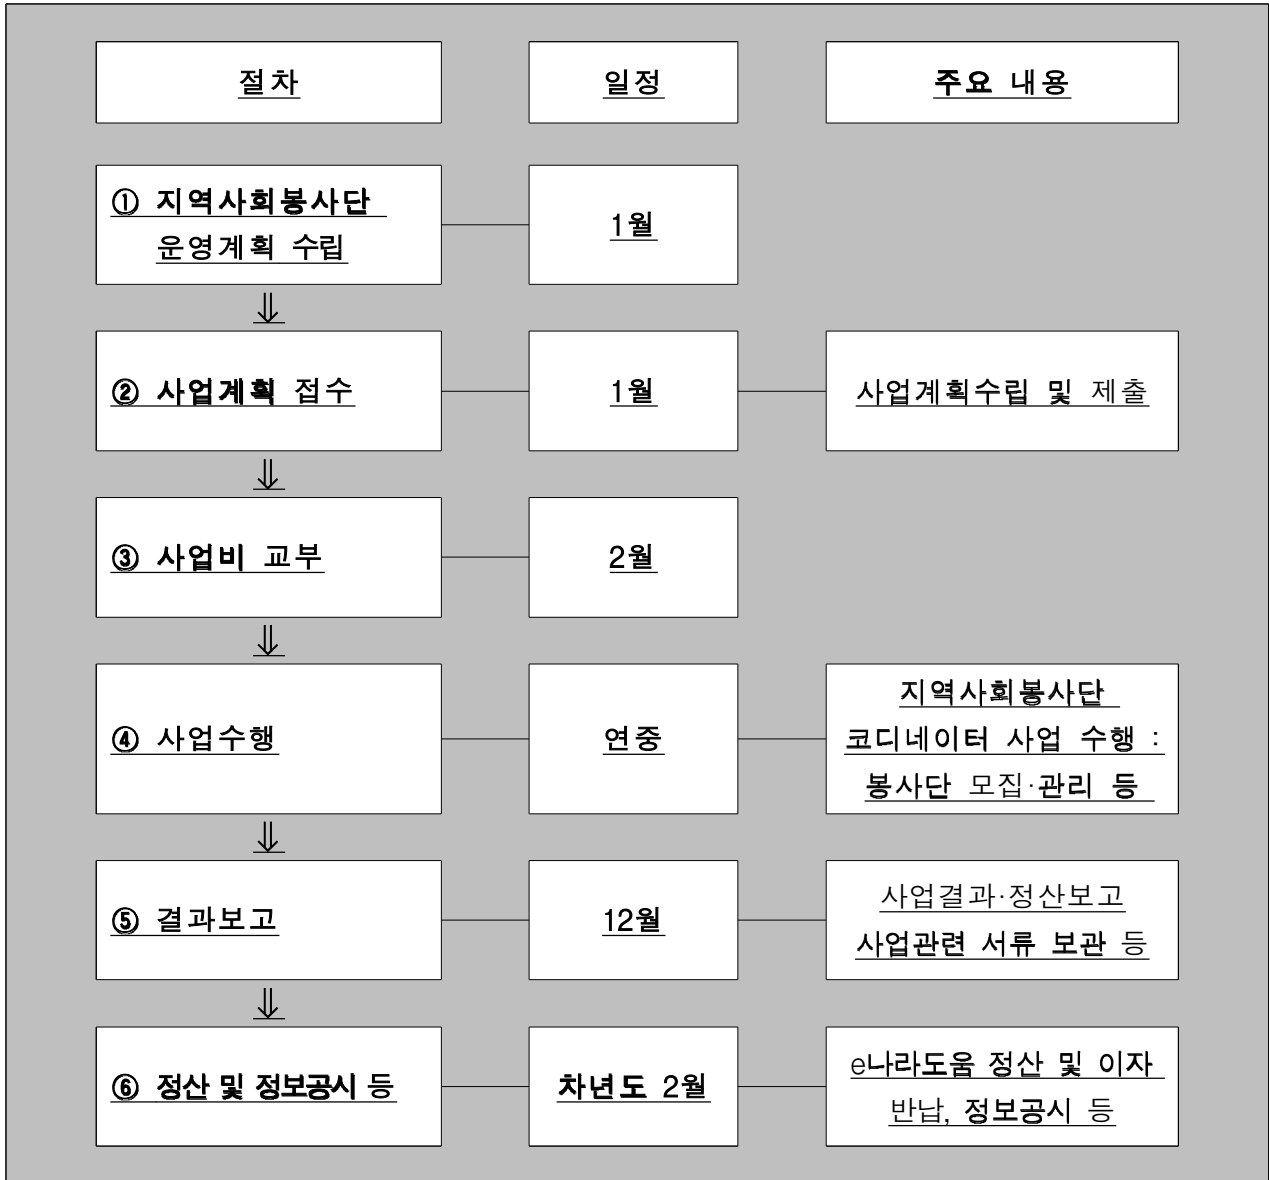 절차
일정
주요 내용
① 지역사회봉사단
운영계획 수립
1월
⇓
② 사업계획 접수
1월
사업계획수립 및 제출
⇓
③ 사업비 교부
2월
⇓
④ 사업수행
연중
지역사회봉사단
코디네이터 사업 수행 :
봉사단 모집·관리 등
⇓
⑤ 결과보고
12월
사업결과·정산보고
사업관련 서류 보관 등
⇓
⑥ 정산 및 정보공시 등
차년도 2월
e나라도움 정산 및 이자
반납, 정보공시 등